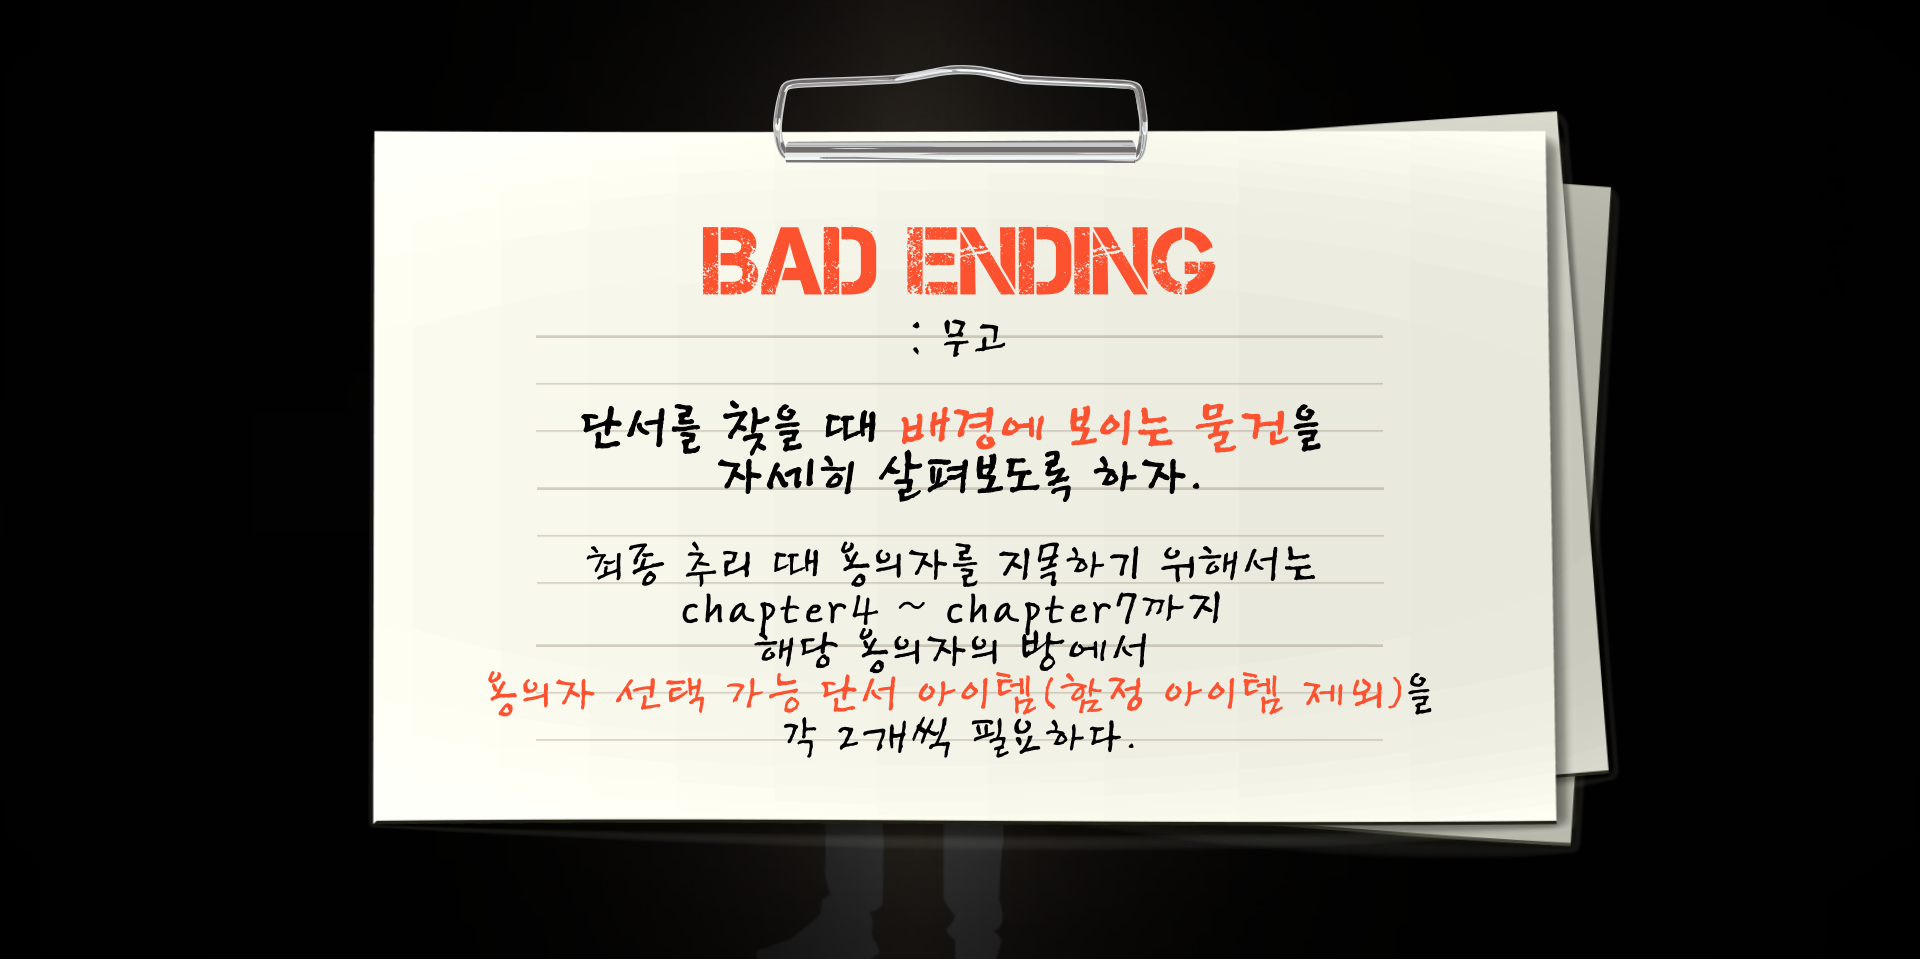 BAD ENDING
: 무고
단서를 찾을 때 배경에 보이는 물건을
자세히 살펴보도록 하자.
최종 추리 때 용의자를 지목하기 위해서는
chapter4 ~ chapter7까지
해당 용의자의 방에서
용의자 선택 가능 단서 아이템(함정 아이템 제외)을
각 2개씩 필요하다.